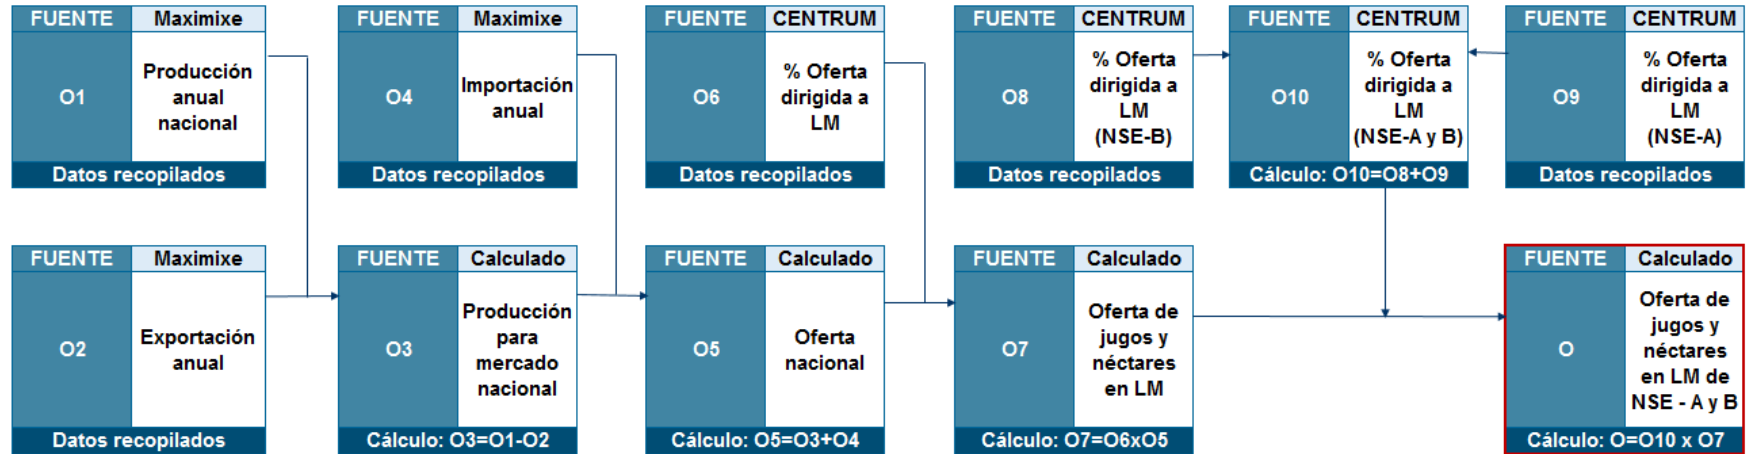 FUENTE Maximixe
O1
Producción
anual
nacional
Datos recopilados
FUENTE Maximixe
O4
Importación
anual
Datos recopilados
FUENTE CENTRUM
O6
% Oferta
dirigida a
LM
Datos recopilados
FUENTE CENTRUM
O8
% Oferta
dirigida a
LM
(NSE-B)
Datos recopilados
FUENTE CENTRUM
O10
% Oferta
dirigida a
LM
(NSE-A y B)
Cálculo: O10=O8+O9
FUENTE CENTRUM
O9
% Oferta
dirigida a
LM
(NSE-A)
Datos recopilados
FUENTE Maximixe
O2
Exportación
anual
Datos recopilados
FUENTE Calculado
O3
Producción
para
mercado
nacional
Cálculo: O3=O1-O2
FUENTE Calculado
O5
Oferta
nacional
Cálculo: O5=O3+O4
FUENTE Calculado
O7
Oferta de
jugos y
néctares
en LM
Cálculo: O7=O6xO5
FUENTE Calculado
O
Oferta de
jugos y
néctares
en LM de
NSE - A y B
Cálculo: O=O10 x O7